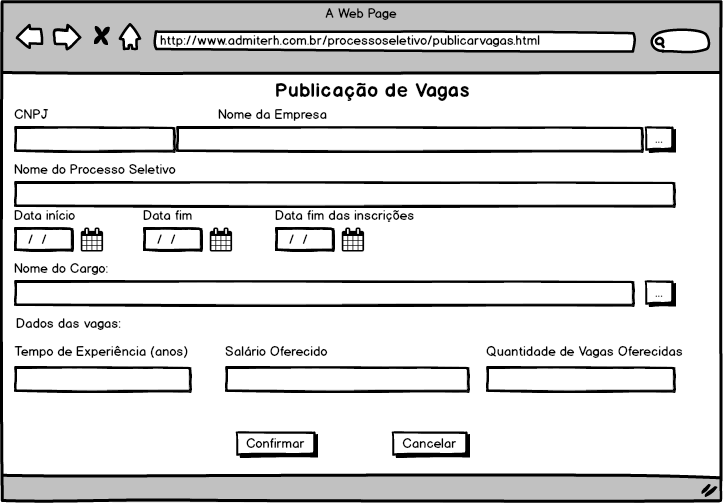 A Web Page
http://www.admiterh.com.br/processoseletivo/publicarvagas.html
Publicação de Vagas
CNPJ Nome da Empresa
...
Nome do Processo Seletivo
Data início Data fim Data fim das inscrições
/ / / / / /
Nome do Cargo:
...
Dados das vagas:
Tempo de Experiência (anos) Salário Oferecido Quantidade de Vagas Oferecidas
Confirmar Cancelar